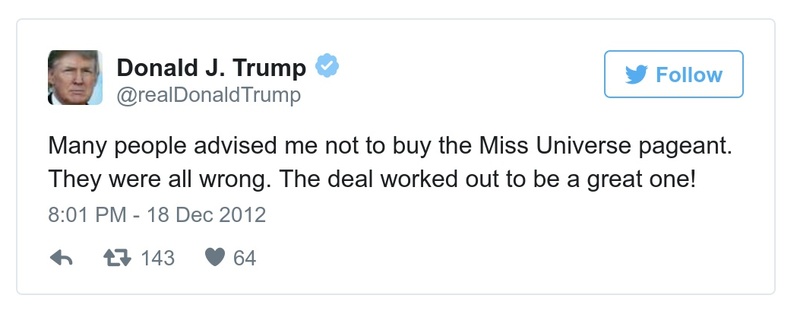 Donald J. Trump
@realDonaldTrump
Follow
Many people advised me not to buy the Miss Universe pageant.
They were all wrong. The deal worked out to be a great one!
8:01 PM - 18 Dec 2012
143 64